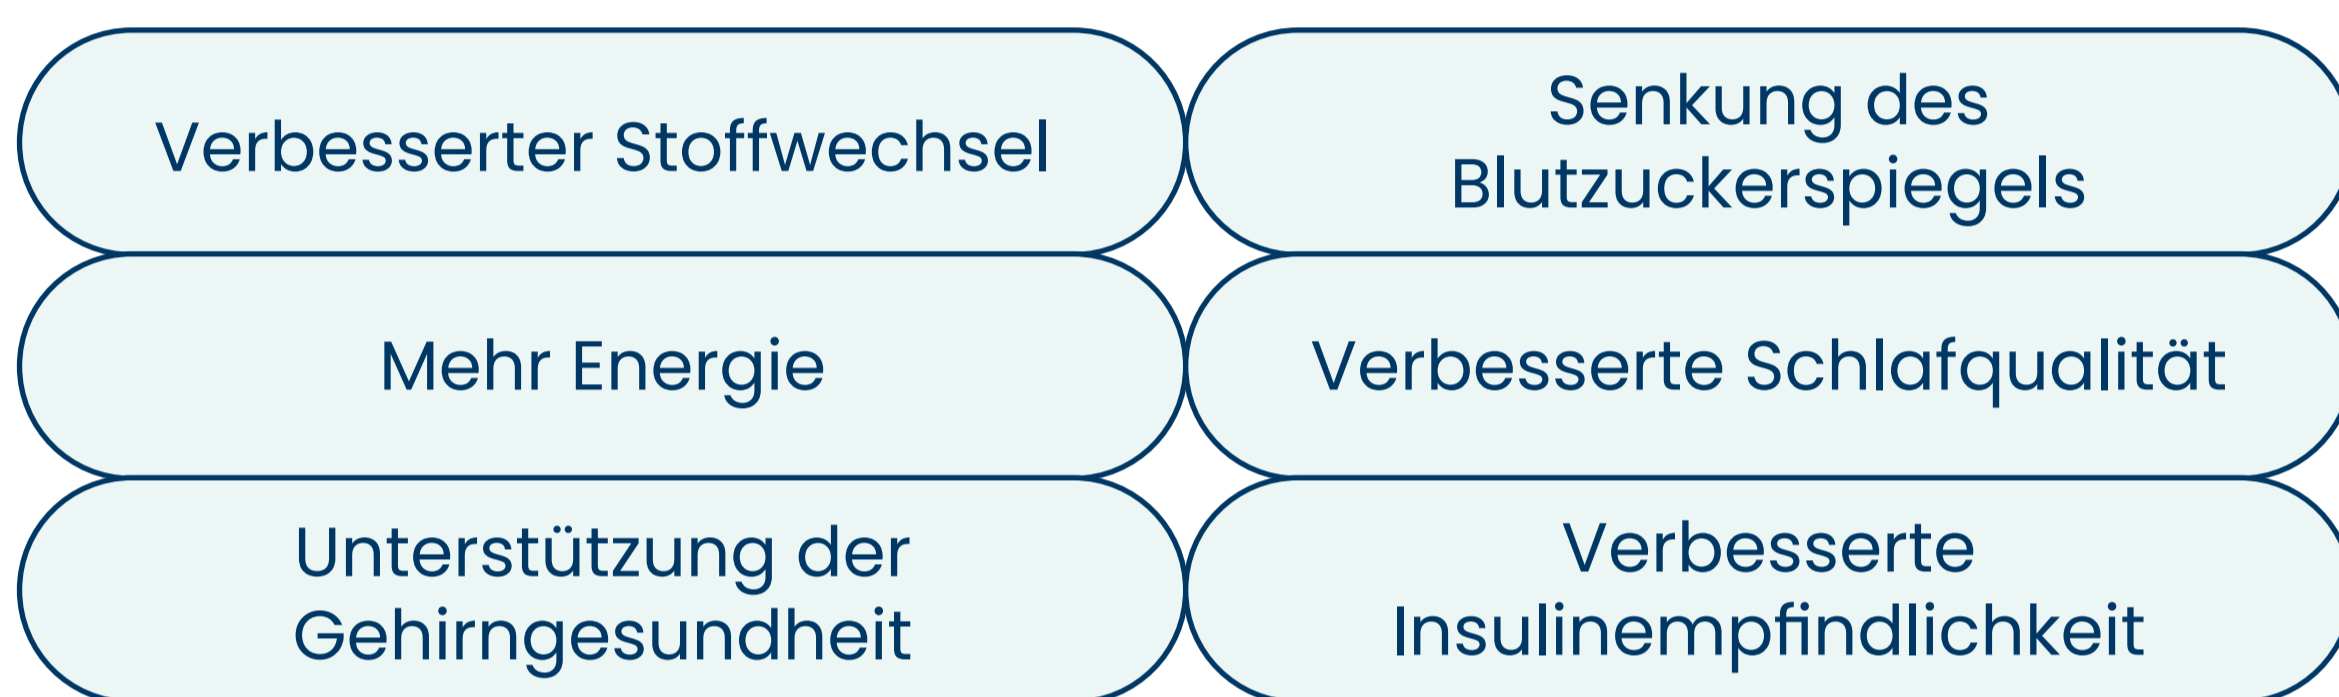 Verbesserter Stoffwechsel
Senkung des
Blutzuckerspiegels
Mehr Energie
Verbesserte Schlafqualität
Unterstützung der
Gehirngesundheit
Verbesserte
Insulinempfindlichkeit